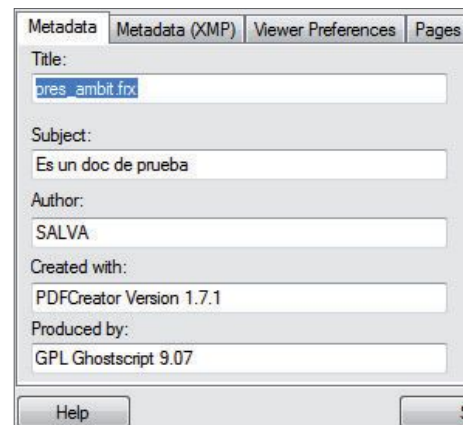 Metadata Metadata (XMP) Viewer Preferences Pages
Title:
pres_ambit.frx
Subject:
Es un doc de prueba
Author:
SALVA
Created with:
PDFCreator Version 1.7.1
Produced by:
GPL Ghostscript 9.07
Help